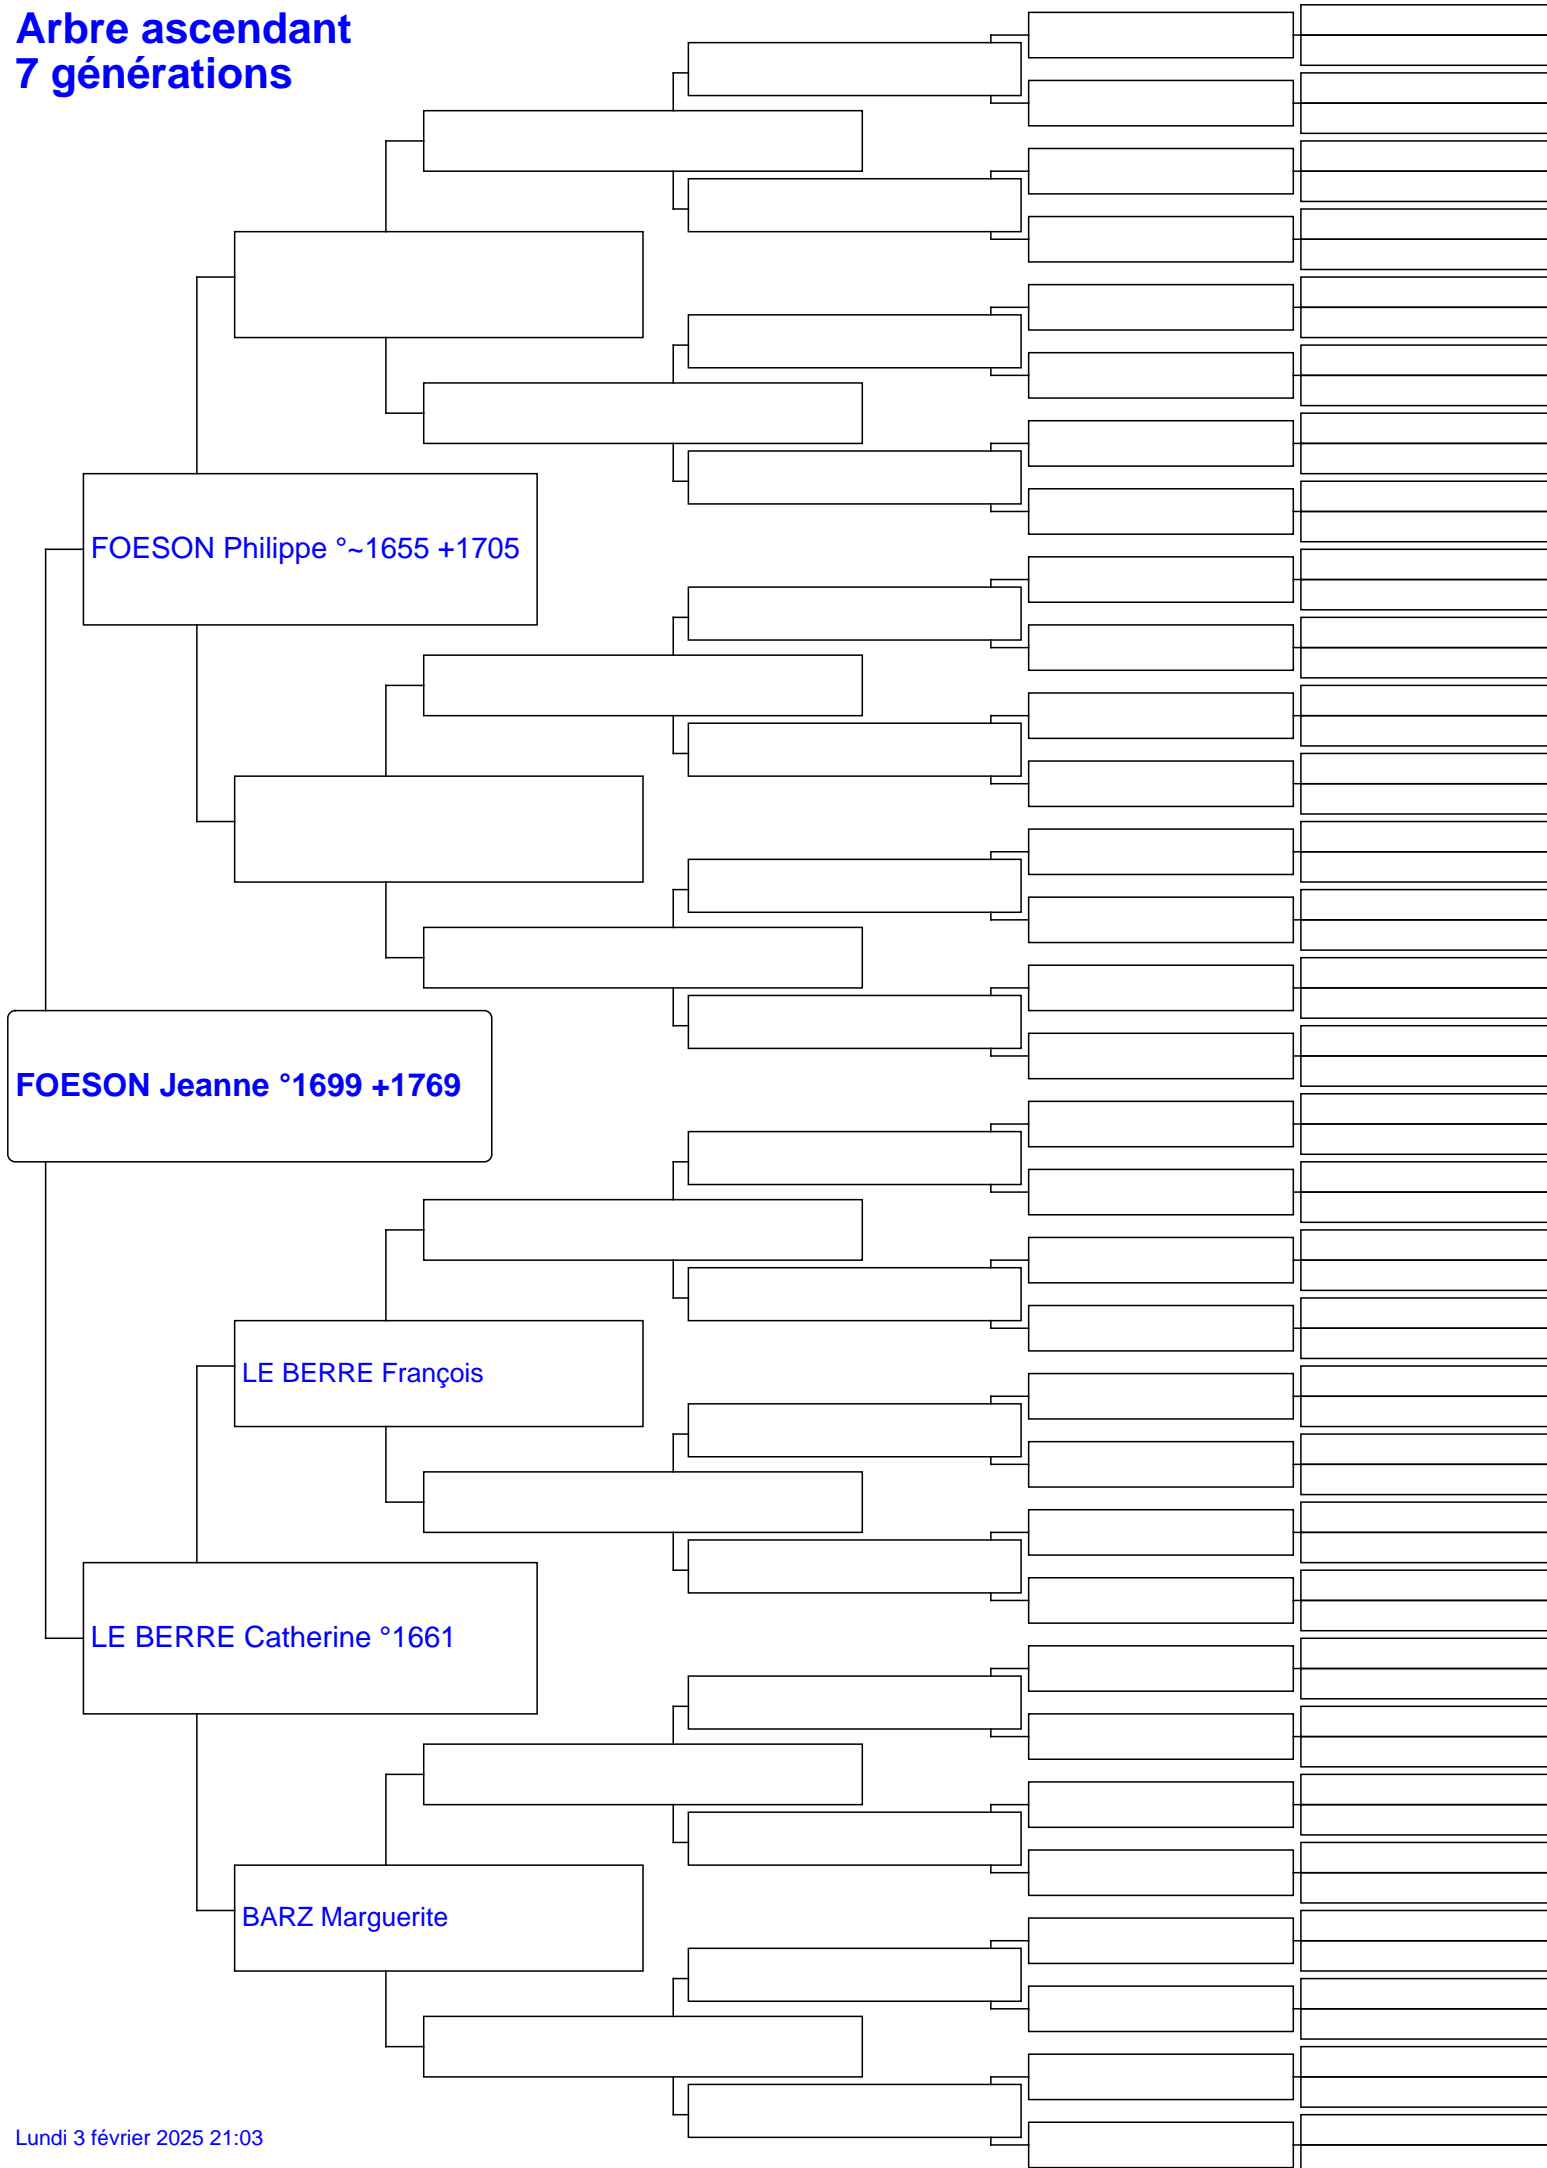 Arbre ascendant
7 générations
FOESON Philippe °~1655 +1705
FOESON Jeanne °1699 +1769
LE BERRE François
LE BERRE Catherine °1661
BARZ Marguerite
Lundi 3 février 2025 21:03